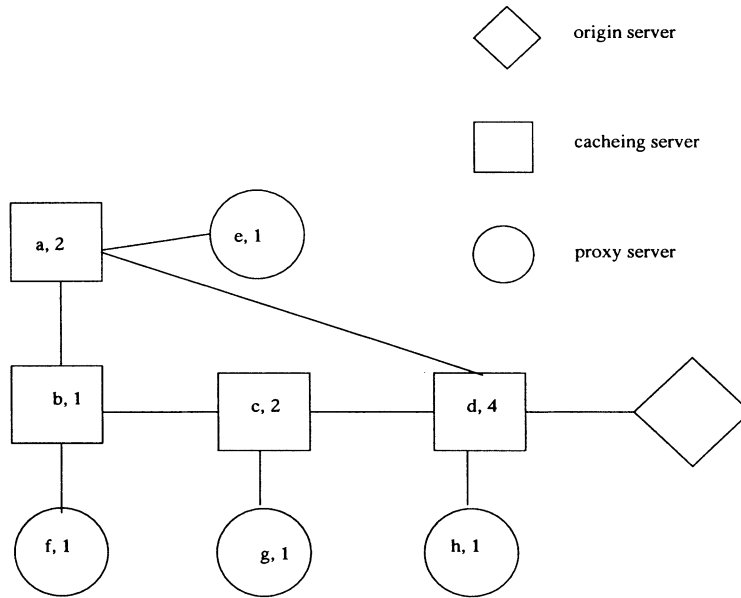 origin server
cacheing server
proxy server
a, 2
e, 1
b, 1
c, 2
d, 4
f, 1
g, 1
h, 1